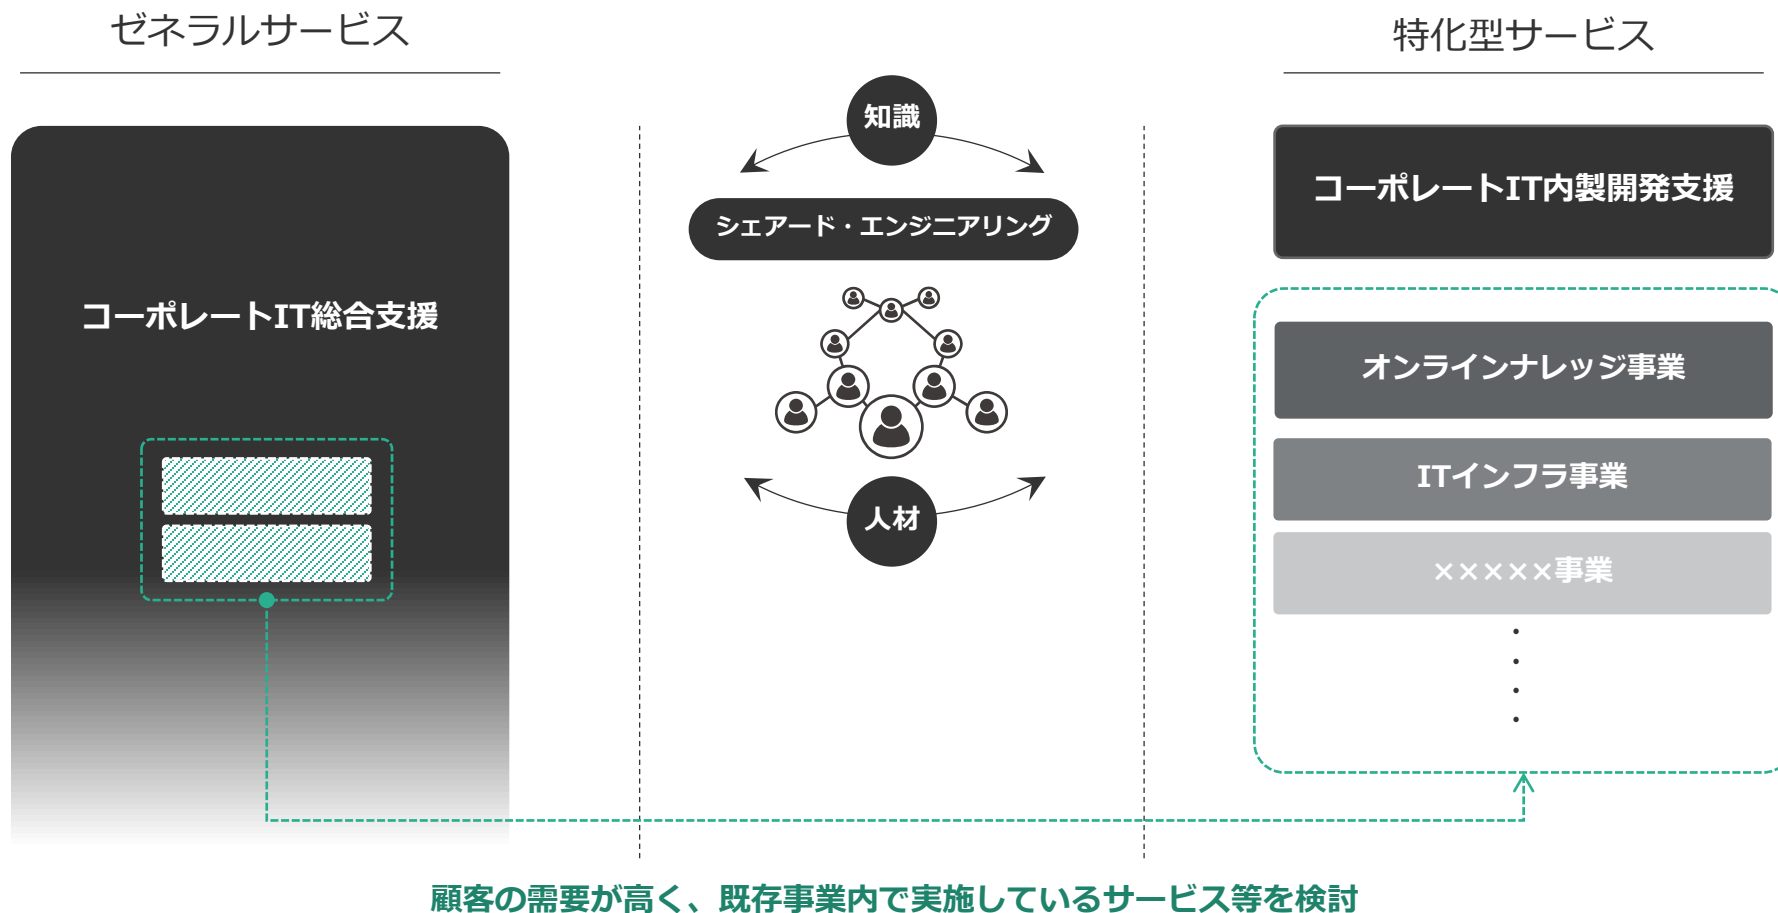 ゼネラルサービス
コーポレートIT総合支援
知識
シェアード・エンジニアリング
人材
特化型サービス
コーポレートIT内製開発支援
オンラインナレッジ事業
ITインフラ事業
×××××事業
・
・
・
・
顧客の需要が高く、既存事業内で実施しているサービス等を検討